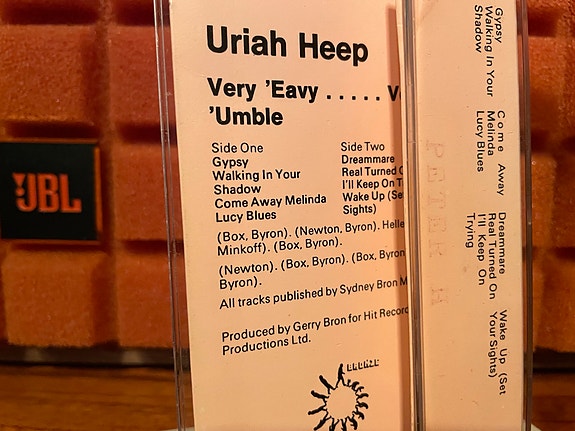 JBL
Uriah Heep
Very 'Eavy . . . . .
'Umble
Side One
Gypsy
Walking In Your
Shadow
Come Away Melinda
Lucy Blues
Side Two
Dreammare
Real Turned
I'll Keep On
Wake Up (Set
Sights)
(Box, Byron). (Newton, Byron).
Minkoff). (Box, Byron).
(Newton). (Box, Byron). (Box, Byron
Byron).
All tracks published by Sydney Bron
Produced by Gerry Bron for Hit Record
Productions Ltd.
BRONZE
Gypsy
Walking In Your
Shadow
Come Away
Melinda
Lucy Blues
Dreammare
Real Turned On
I'll Keep On
Trying
Wake Up (Set
Your Sights)
PETER H